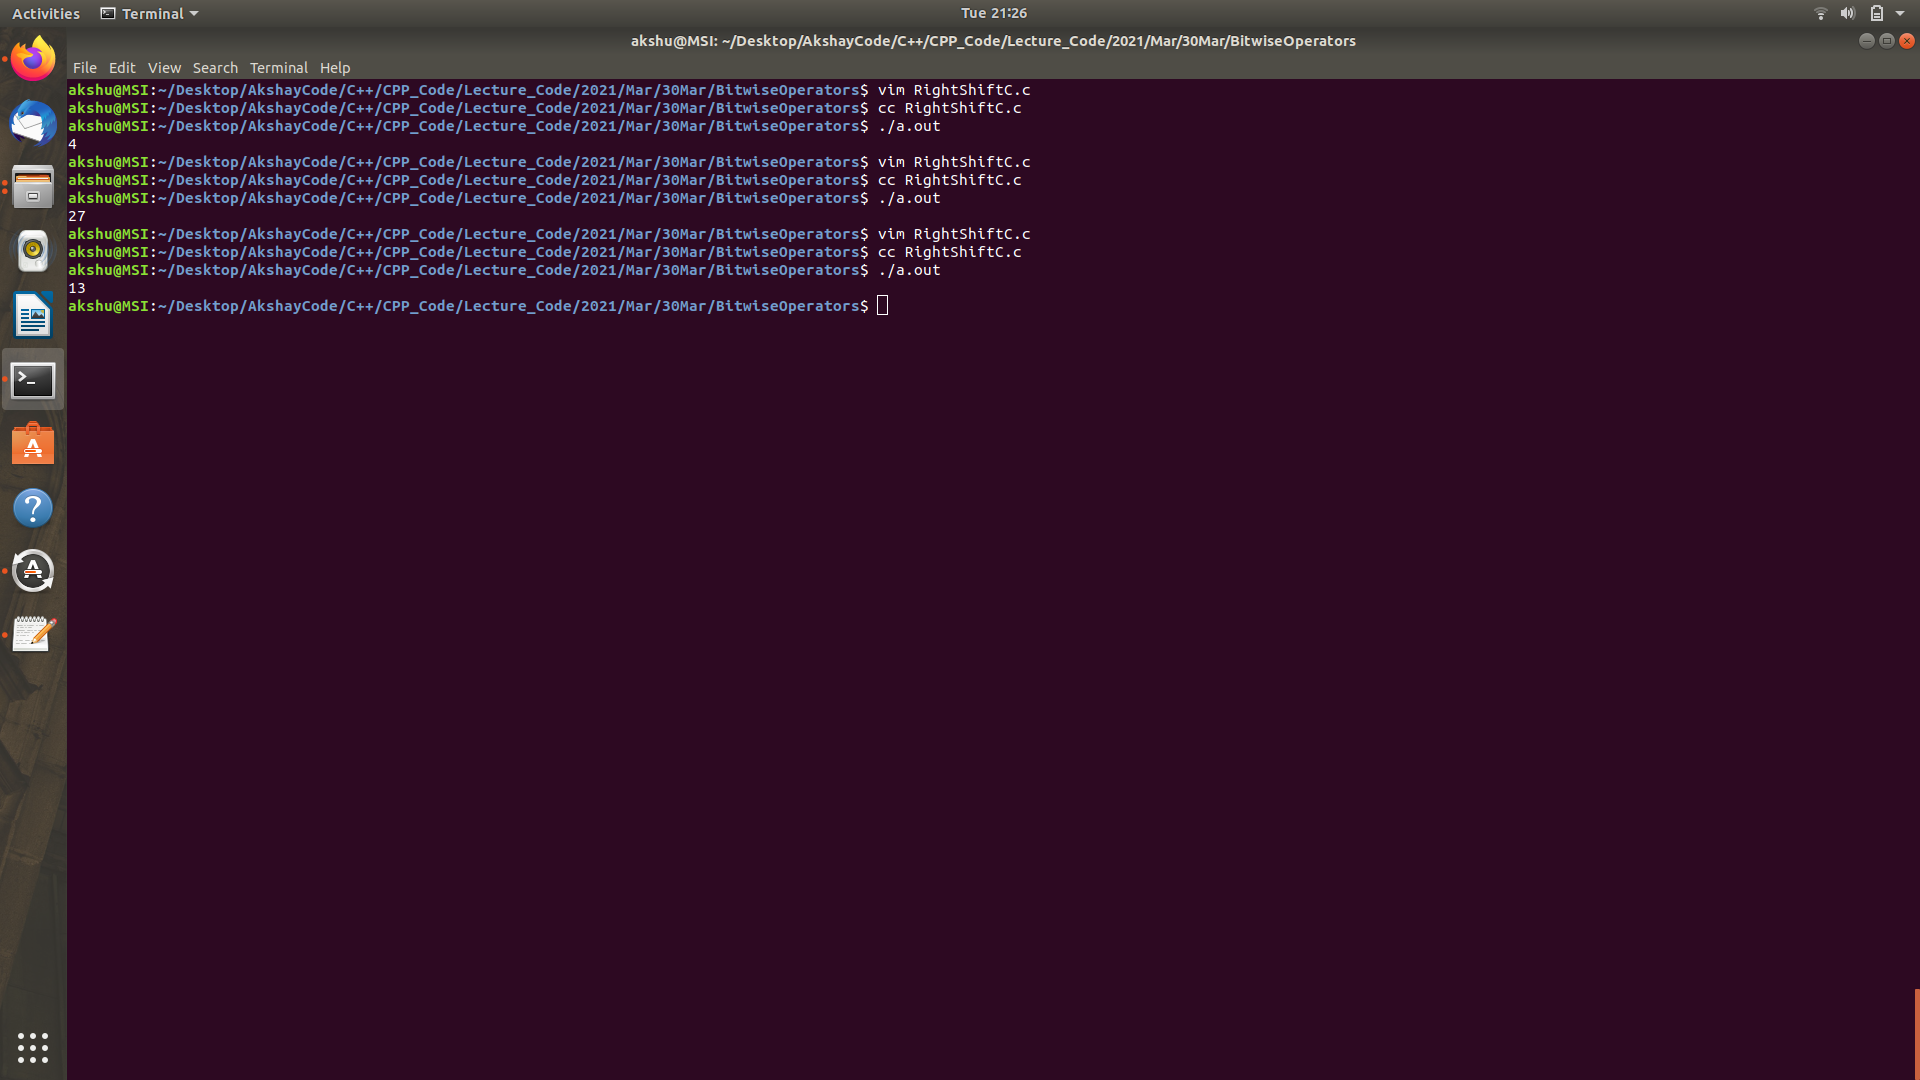 Activities Terminal Tue 21:26
akshu@MSI: ~/Desktop/AkshayCode/C++/CPP_Code/Lecture_Code/2021/Mar/30Mar/BitwiseOperators
File Edit View Search Terminal Help
akshu@MSI:~/Desktop/AkshayCode/C++/CPP_Code/Lecture_Code/2021/Mar/30Mar/BitwiseOperators$ vim RightShiftC.c
akshu@MSI:~/Desktop/AkshayCode/C++/CPP_Code/Lecture_Code/2021/Mar/30Mar/BitwiseOperators$ cc RightShiftC.c
akshu@MSI:~/Desktop/AkshayCode/C++/CPP_Code/Lecture_Code/2021/Mar/30Mar/BitwiseOperators$ ./a.out
4
akshu@MSI:~/Desktop/AkshayCode/C++/CPP_Code/Lecture_Code/2021/Mar/30Mar/BitwiseOperators$ vim RightShiftC.c
akshu@MSI:~/Desktop/AkshayCode/C++/CPP_Code/Lecture_Code/2021/Mar/30Mar/BitwiseOperators$ cc RightShiftC.c
akshu@MSI:~/Desktop/AkshayCode/C++/CPP_Code/Lecture_Code/2021/Mar/30Mar/BitwiseOperators$ ./a.out
27
akshu@MSI:~/Desktop/AkshayCode/C++/CPP_Code/Lecture_Code/2021/Mar/30Mar/BitwiseOperators$ vim RightShiftC.c
akshu@MSI:~/Desktop/AkshayCode/C++/CPP_Code/Lecture_Code/2021/Mar/30Mar/BitwiseOperators$ cc RightShiftC.c
akshu@MSI:~/Desktop/AkshayCode/C++/CPP_Code/Lecture_Code/2021/Mar/30Mar/BitwiseOperators$ ./a.out
13
akshu@MSI:~/Desktop/AkshayCode/C++/CPP_Code/Lecture_Code/2021/Mar/30Mar/BitwiseOperators$